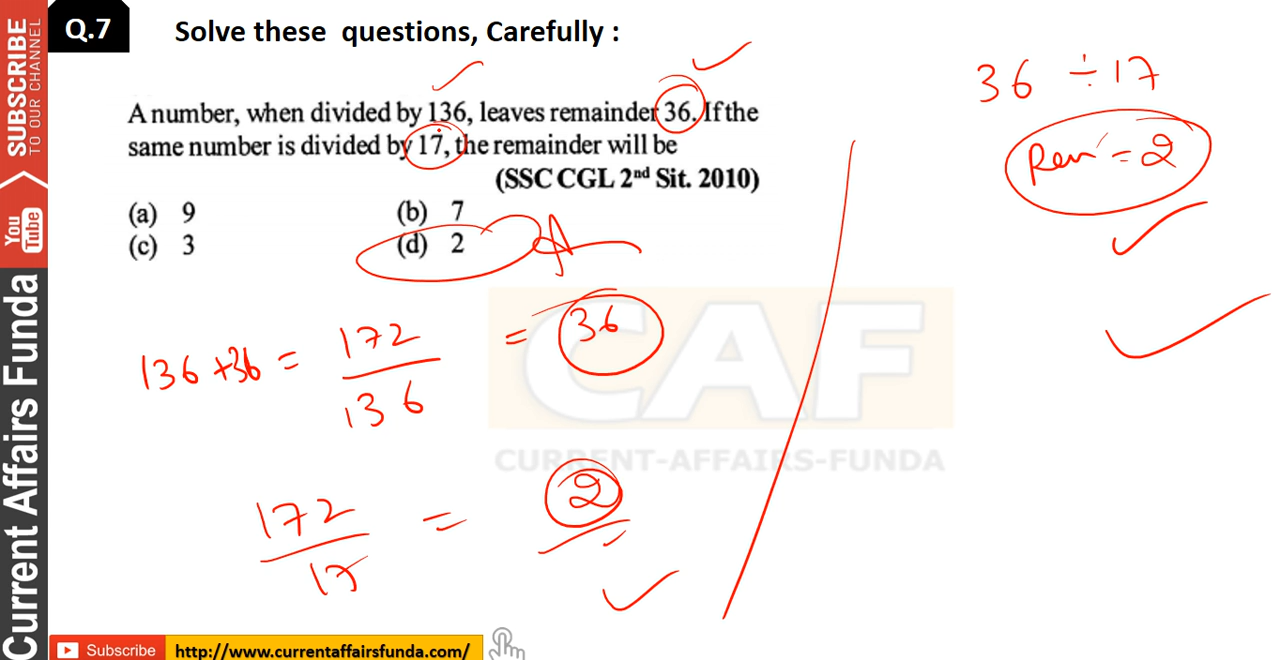 Q.7
Solve these questions, Carefully :
A number, when divided by 136, leaves remainder 36. If the
same number is divided by 17, the remainder will be
(SSC CGL 2nd Sit. 2010)
(a) 9
(b) 7
(c) 3
(d) 2
136 +36 = 172/136 = 36
172/17 = 2
36 ÷ 17
Rem = 2
CAF
CURRENT-AFFAIRS-FUNDA
SUBSCRIBE
TO OUR CHANNEL
You
Tube
Current Affairs Funda
Subscribe
http://www.currentaffairsfunda.com/